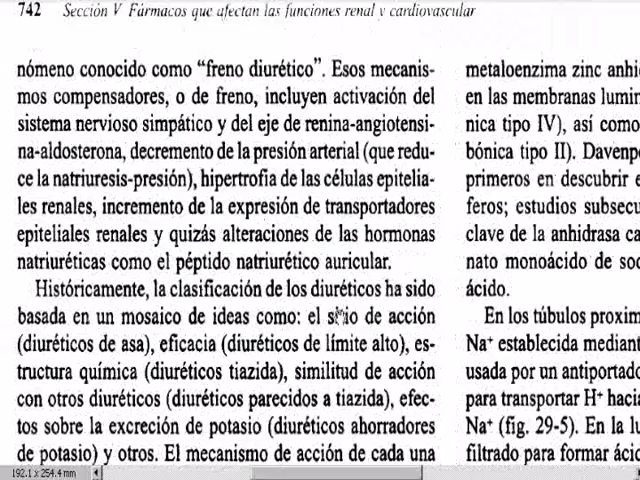 742 Sección V Fármacos que afectan las funciones renal y cardiovascular
nómeno conocido como “freno diurético”. Esos mecanis-
mos compensadores, o de freno, incluyen activación del
sistema nervioso simpático y del eje de renina-angiotensi-
na-aldosterona, decremento de la presión arterial (que redu-
ce la natriuresis-presión), hipertrofia de las células epitelia-
les renales, incremento de la expresión de transportadores
epiteliales renales y quizás alteraciones de las hormonas
natriuréticas como el péptido natriurético auricular.
Históricamente, la clasificación de los diuréticos ha sido
basada en un mosaico de ideas como: el sitio de acción
(diuréticos de asa), eficacia (diuréticos de límite alto), es-
tructura química (diuréticos tiazida), similitud de acción
con otros diuréticos (diuréticos parecidos a tiazida), efec-
tos sobre la excreción de potasio (diuréticos ahorradores
de potasio) y otros. El mecanismo de acción de cada una
metaloenzima zinc anhi
en las membranas lumin
nica tipo IV), así como
bónica tipo II). Davenpo
primeros en descubrir e
feros; estudios subsecu
clave de la anhidrasa ca
nato monoácido de sod
ácido.
En los túbulos proxim
Na+ establecida mediant
usada por un antiportado
para transportar H+ hacia
Na+ (fig. 29-5). En la lu
filtrado para formar ácid
192.1 x 254.4 mm